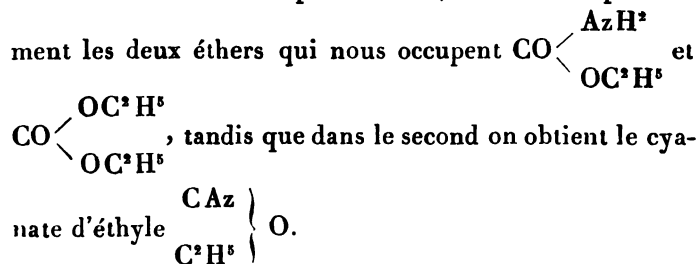 AzH²
ment les deux éthers qui nous occupent CO et
OC²H⁵
OC²H⁵
CO , tandis que dans le second on obtient le cya-
OC²H⁵
CAz
nate d'éthyle } O.
C²H⁵